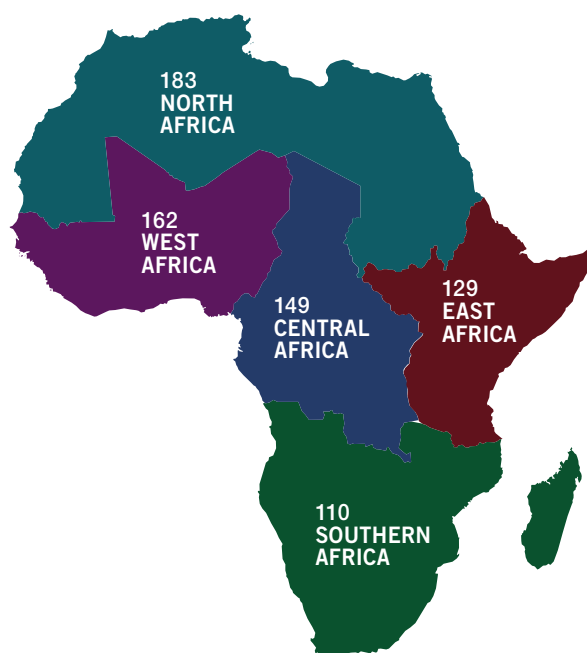 183
NORTH
AFRICA
162
WEST
AFRICA
149
CENTRAL
AFRICA
129
EAST
AFRICA
110
SOUTHERN
AFRICA